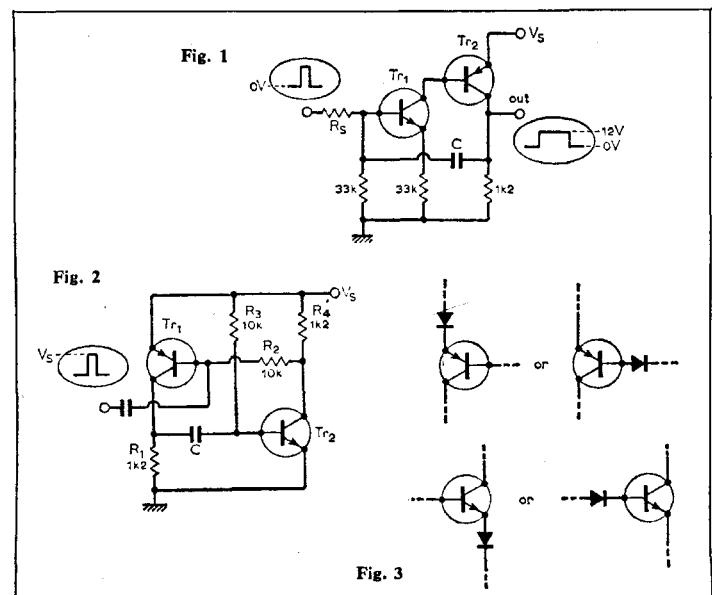 Fig. 1
Tr1
Tr2
VS
0V
RS
out
12V
0V
C
33k
33k
1k2
Fig. 2
VS
Tr1
R3
10k
R4
1k2
VS
R2
10k
Tr2
C
R1
1k2
or
or
Fig. 3